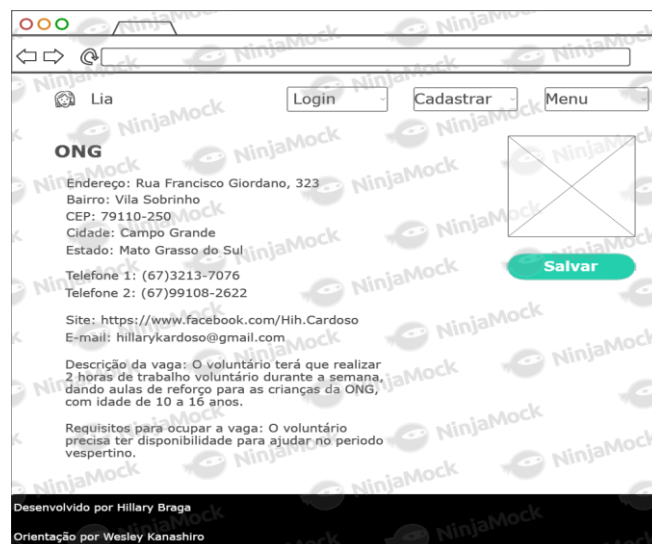 Lia
Login
Cadastrar
Menu
ONG
Endereço: Rua Francisco Giordano, 323
Bairro: Vila Sobrinho
CEP: 79110-250
Cidade: Campo Grande
Estado: Mato Grasso do Sul
Telefone 1: (67)3213-7076
Telefone 2: (67)99108-2622
Salvar
Site: https://www.facebook.com/Hih.Cardoso
E-mail: hillarykardoso@gmail.com
Descrição da vaga: O voluntário terá que realizar
2 horas de trabalho voluntário durante a semana,
dando aulas de reforço para as crianças da ONG,
com idade de 10 a 16 anos.
Requisitos para ocupar a vaga: O voluntário
precisa ter disponibilidade para ajudar no periodo
vespertino.
Desenvolvido por Hillary Braga
Orientação por Wesley Kanashiro
NinjaMock